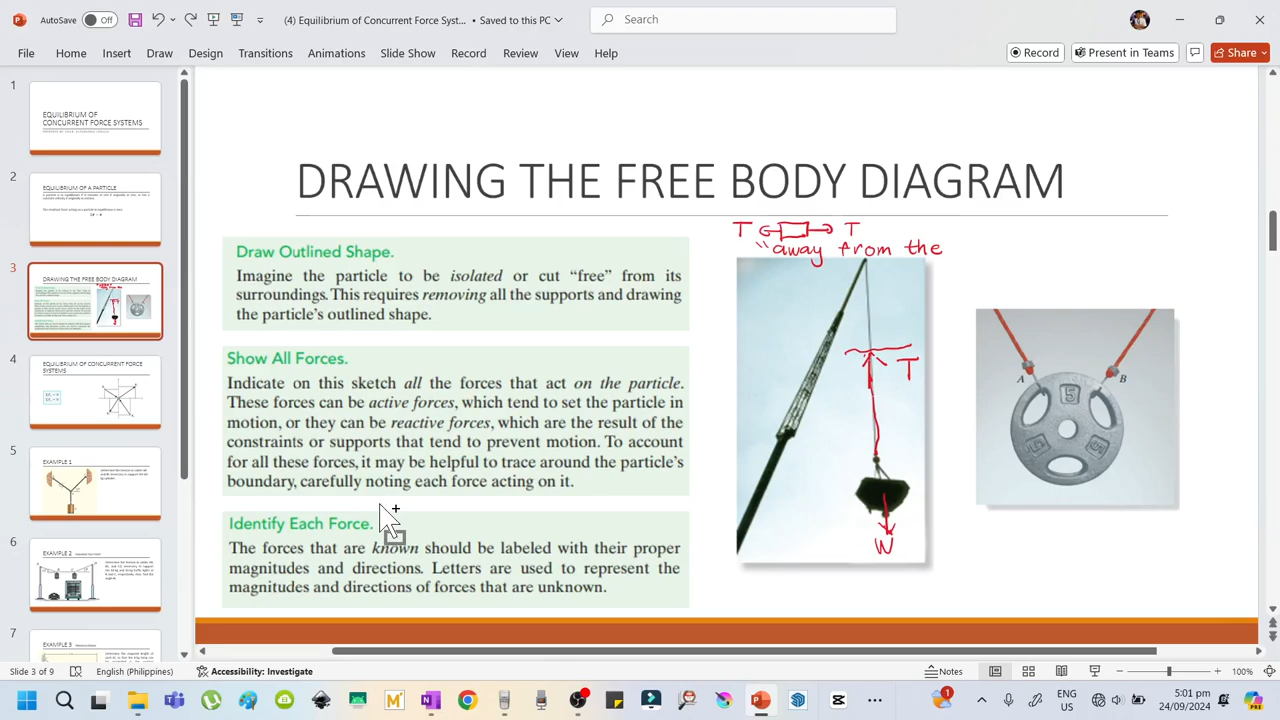 AutoSave Off
(4) Equilibrium of Concurrent Force Syst... • Saved to this PC
Search
File Home Insert Draw Design Transitions Animations Slide Show Record Review View Help
Record Present in Teams Share
1
EQUILIBRIUM OF
CONCURRENT FORCE SYSTEMS
2
EQUILIBRIUM OF A PARTICLE
3
DRAWING THE FREE BODY DIAGRAM
4
EQUILIBRIUM OF CONCURRENT FORCE
SYSTEMS
5
EXAMPLE 1
6
EXAMPLE 2
7
EXAMPLE 3
DRAWING THE FREE BODY DIAGRAM
Draw Outlined Shape.
Imagine the particle to be isolated or cut “free” from its
surroundings. This requires removing all the supports and drawing
the particle’s outlined shape.
Show All Forces.
Indicate on this sketch all the forces that act on the particle.
These forces can be active forces, which tend to set the particle in
motion, or they can be reactive forces, which are the result of the
constraints or supports that tend to prevent motion. To account
for all these forces, it may be helpful to trace around the particle’s
boundary, carefully noting each force acting on it.
Identify Each Force.
The forces that are known should be labeled with their proper
magnitudes and directions. Letters are used to represent the
magnitudes and directions of forces that are unknown.
T T
“away from the
T
W
A B
5
5 5
Slide 3 of 9 English (Philippines) Accessibility: Investigate
Notes 100%
1
ENG
US
5:01 pm
24/09/2024